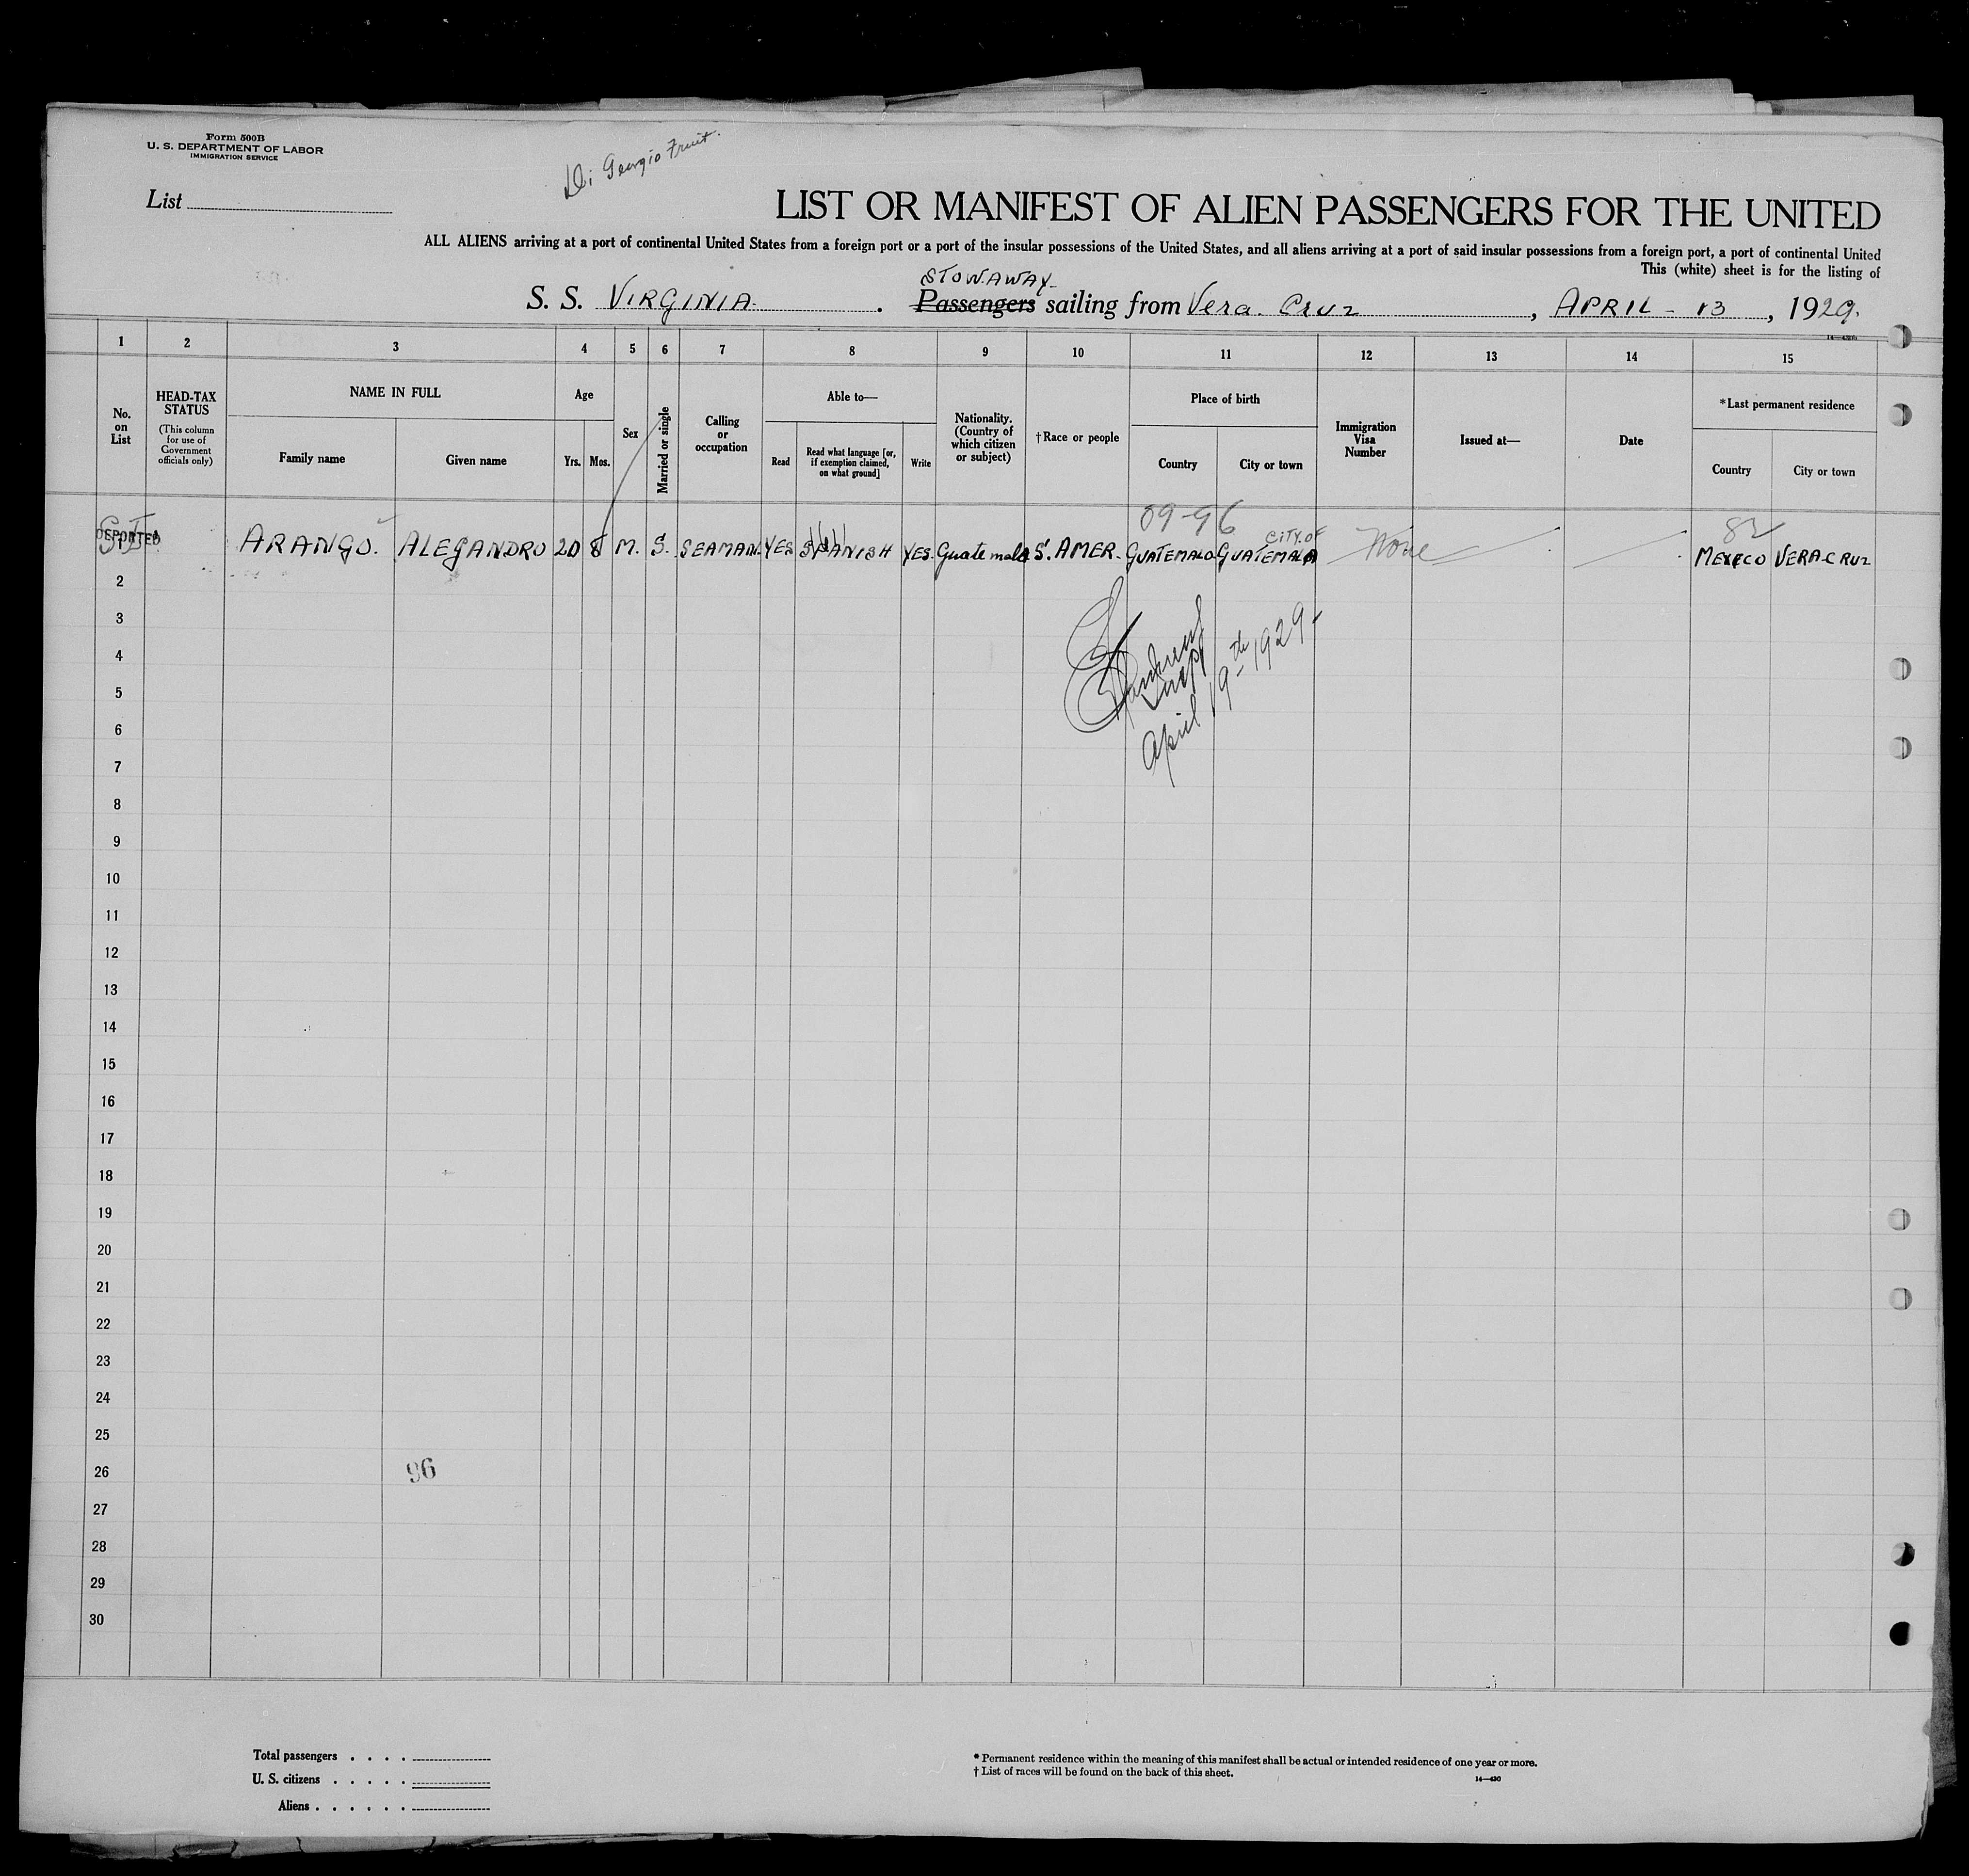 Form 500B
U. S. DEPARTMENT OF LABOR
IMMIGRATION SERVICE
Di Georgio Fruit.
List
LIST OR MANIFEST OF ALIEN PASSENGERS FOR THE UNITED
ALL ALIENS arriving at a port of continental United States from a foreign port or a port of the insular possessions of the United States, and all aliens arriving at a port of said insular possessions from a foreign port, a port of continental United
This (white) sheet is for the listing of
STOWAWAY-
S. S. VIRGINIA. Passengers sailing from Vera. Cruz, APRIL - 13, 1929.
1 2 3 4 5 6 7 8 9 10 11 12 13 14 15
No. on List
HEAD-TAX STATUS
(This column for use of Government officials only)
NAME IN FULL
Family name Given name
Age
Yrs. Mos.
Sex
Married or single
Calling or occupation
Able to—
Read
Read what language [or, if exemption claimed, on what ground]
Write
Nationality. (Country of which citizen or subject)
†Race or people
Place of birth
Country City or town
Immigration Visa Number
Issued at—
Date
*Last permanent residence
Country City or town
09-96
82
DEPORTED
ARANGO. ALEGANDRO 20 8 M. S. SEAMAN. YES SPANISH YES. Guatemala S. AMER. GUATEMALA CITY OF GUATEMALA None MEXICO VERA-CRUZ
2
3
4
5
6
7
8
9
10
11
12
13
14
15
16
17
18
19
20
21
22
23
24
25
26
27
28
29
30
Insp
April 19th 1929-
96
Total passengers . . . .
U. S. citizens . . . . .
Aliens . . . . . .
* Permanent residence within the meaning of this manifest shall be actual or intended residence of one year or more.
† List of races will be found on the back of this sheet.
14—430